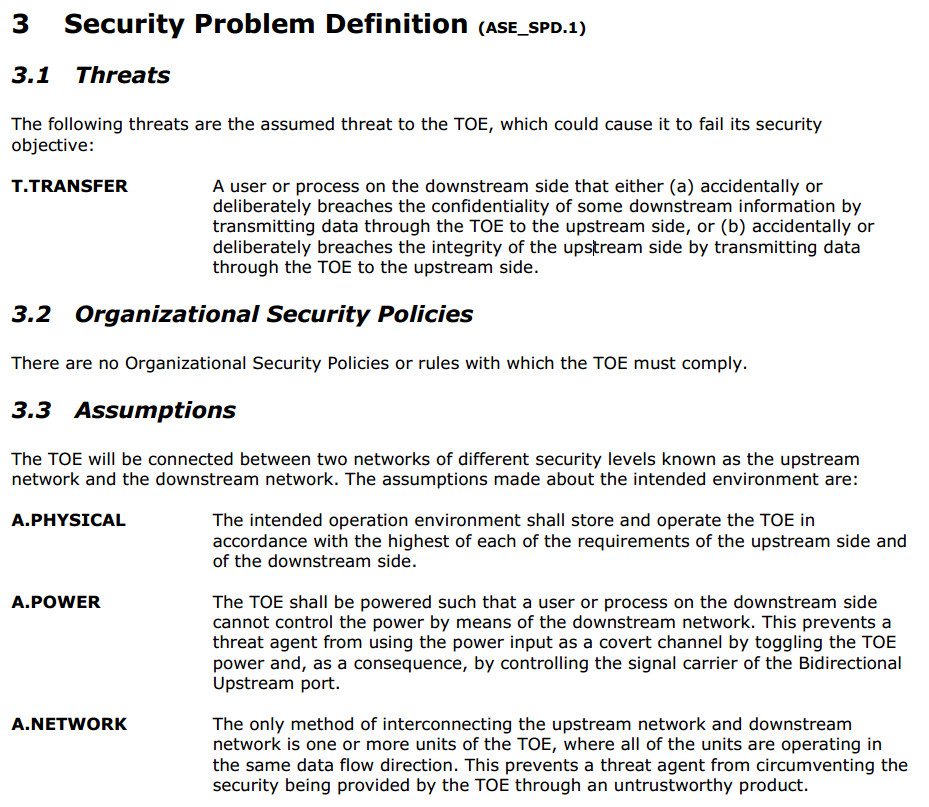 3 Security Problem Definition (ASE_SPD.1)
3.1 Threats
The following threats are the assumed threat to the TOE, which could cause it to fail its security
objective:
T.TRANSFER A user or process on the downstream side that either (a) accidentally or
deliberately breaches the confidentiality of some downstream information by
transmitting data through the TOE to the upstream side, or (b) accidentally or
deliberately breaches the integrity of the upstream side by transmitting data
through the TOE to the upstream side.
3.2 Organizational Security Policies
There are no Organizational Security Policies or rules with which the TOE must comply.
3.3 Assumptions
The TOE will be connected between two networks of different security levels known as the upstream
network and the downstream network. The assumptions made about the intended environment are:
A.PHYSICAL The intended operation environment shall store and operate the TOE in
accordance with the highest of each of the requirements of the upstream side and
of the downstream side.
A.POWER The TOE shall be powered such that a user or process on the downstream side
cannot control the power by means of the downstream network. This prevents a
threat agent from using the power input as a covert channel by toggling the TOE
power and, as a consequence, by controlling the signal carrier of the Bidirectional
Upstream port.
A.NETWORK The only method of interconnecting the upstream network and downstream
network is one or more units of the TOE, where all of the units are operating in
the same data flow direction. This prevents a threat agent from circumventing the
security being provided by the TOE through an untrustworthy product.